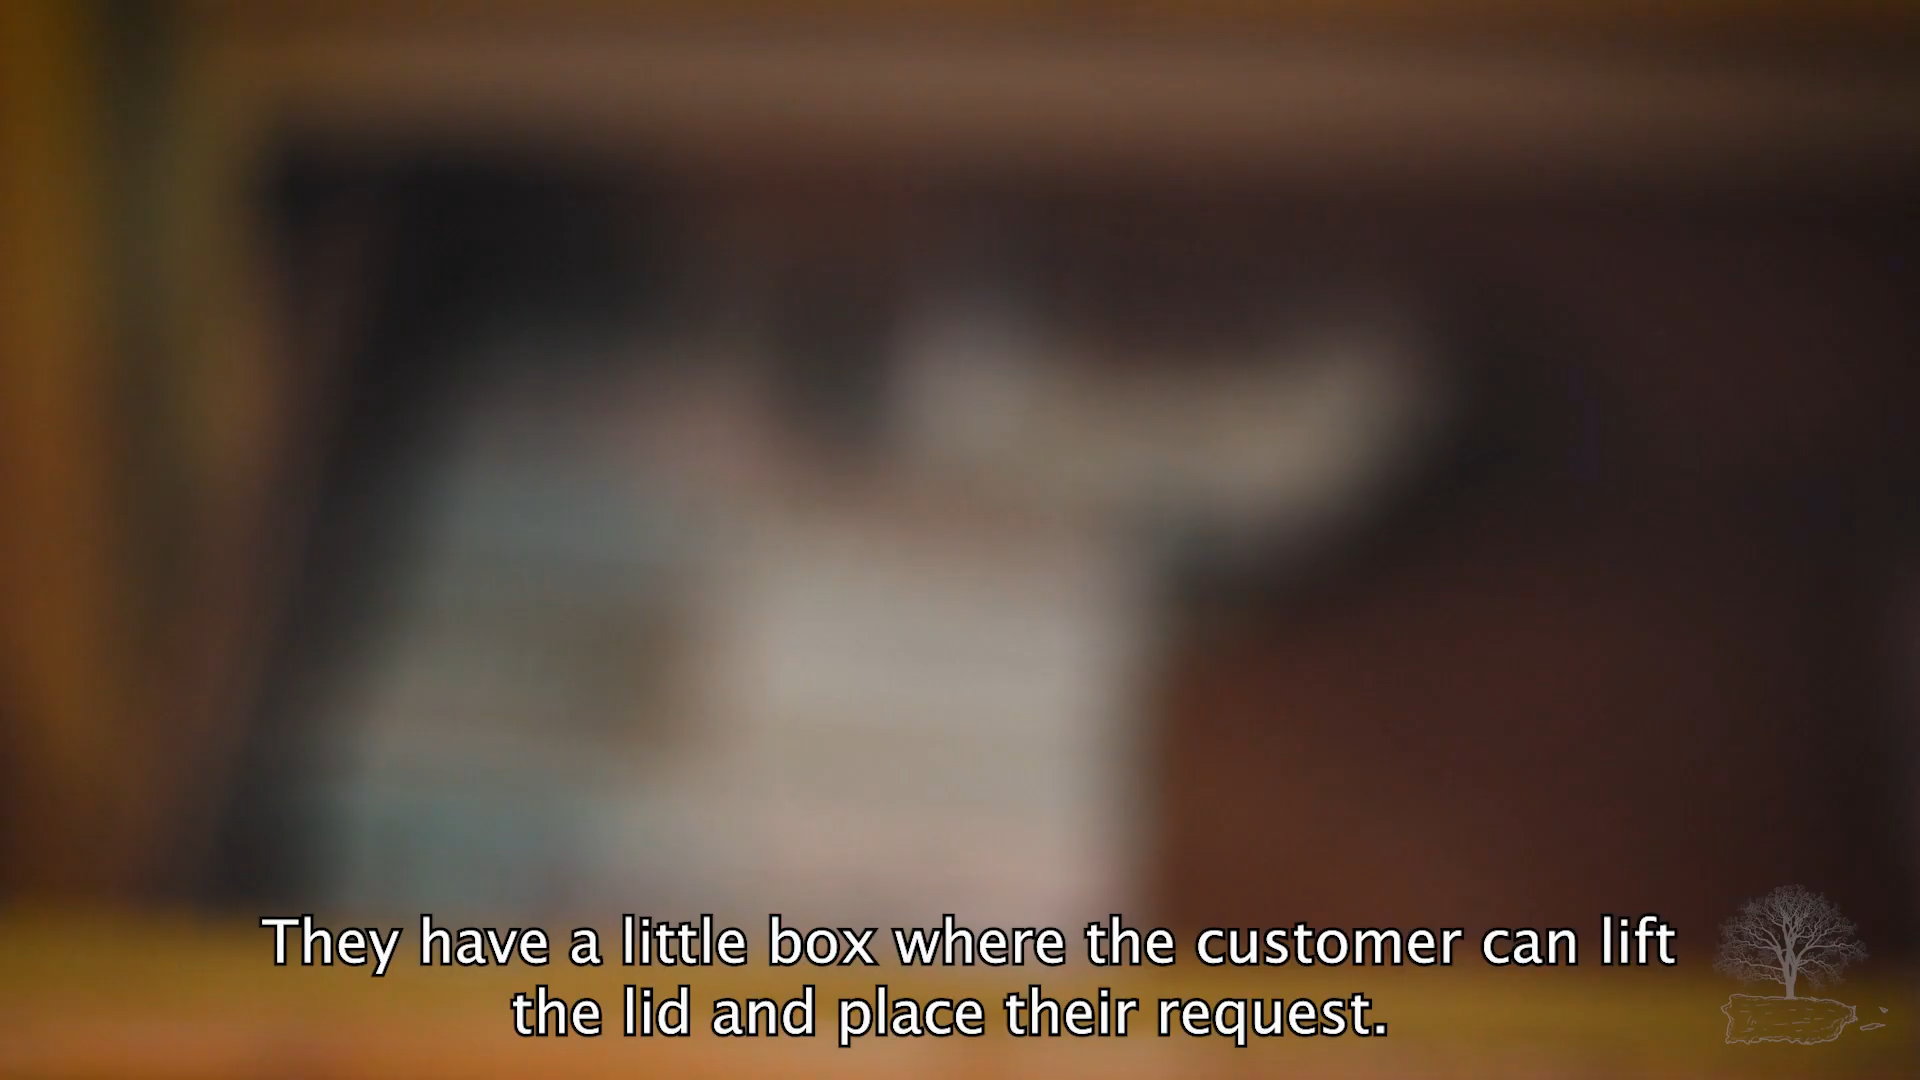 They have a little box where the customer can lift
the lid and place their request.